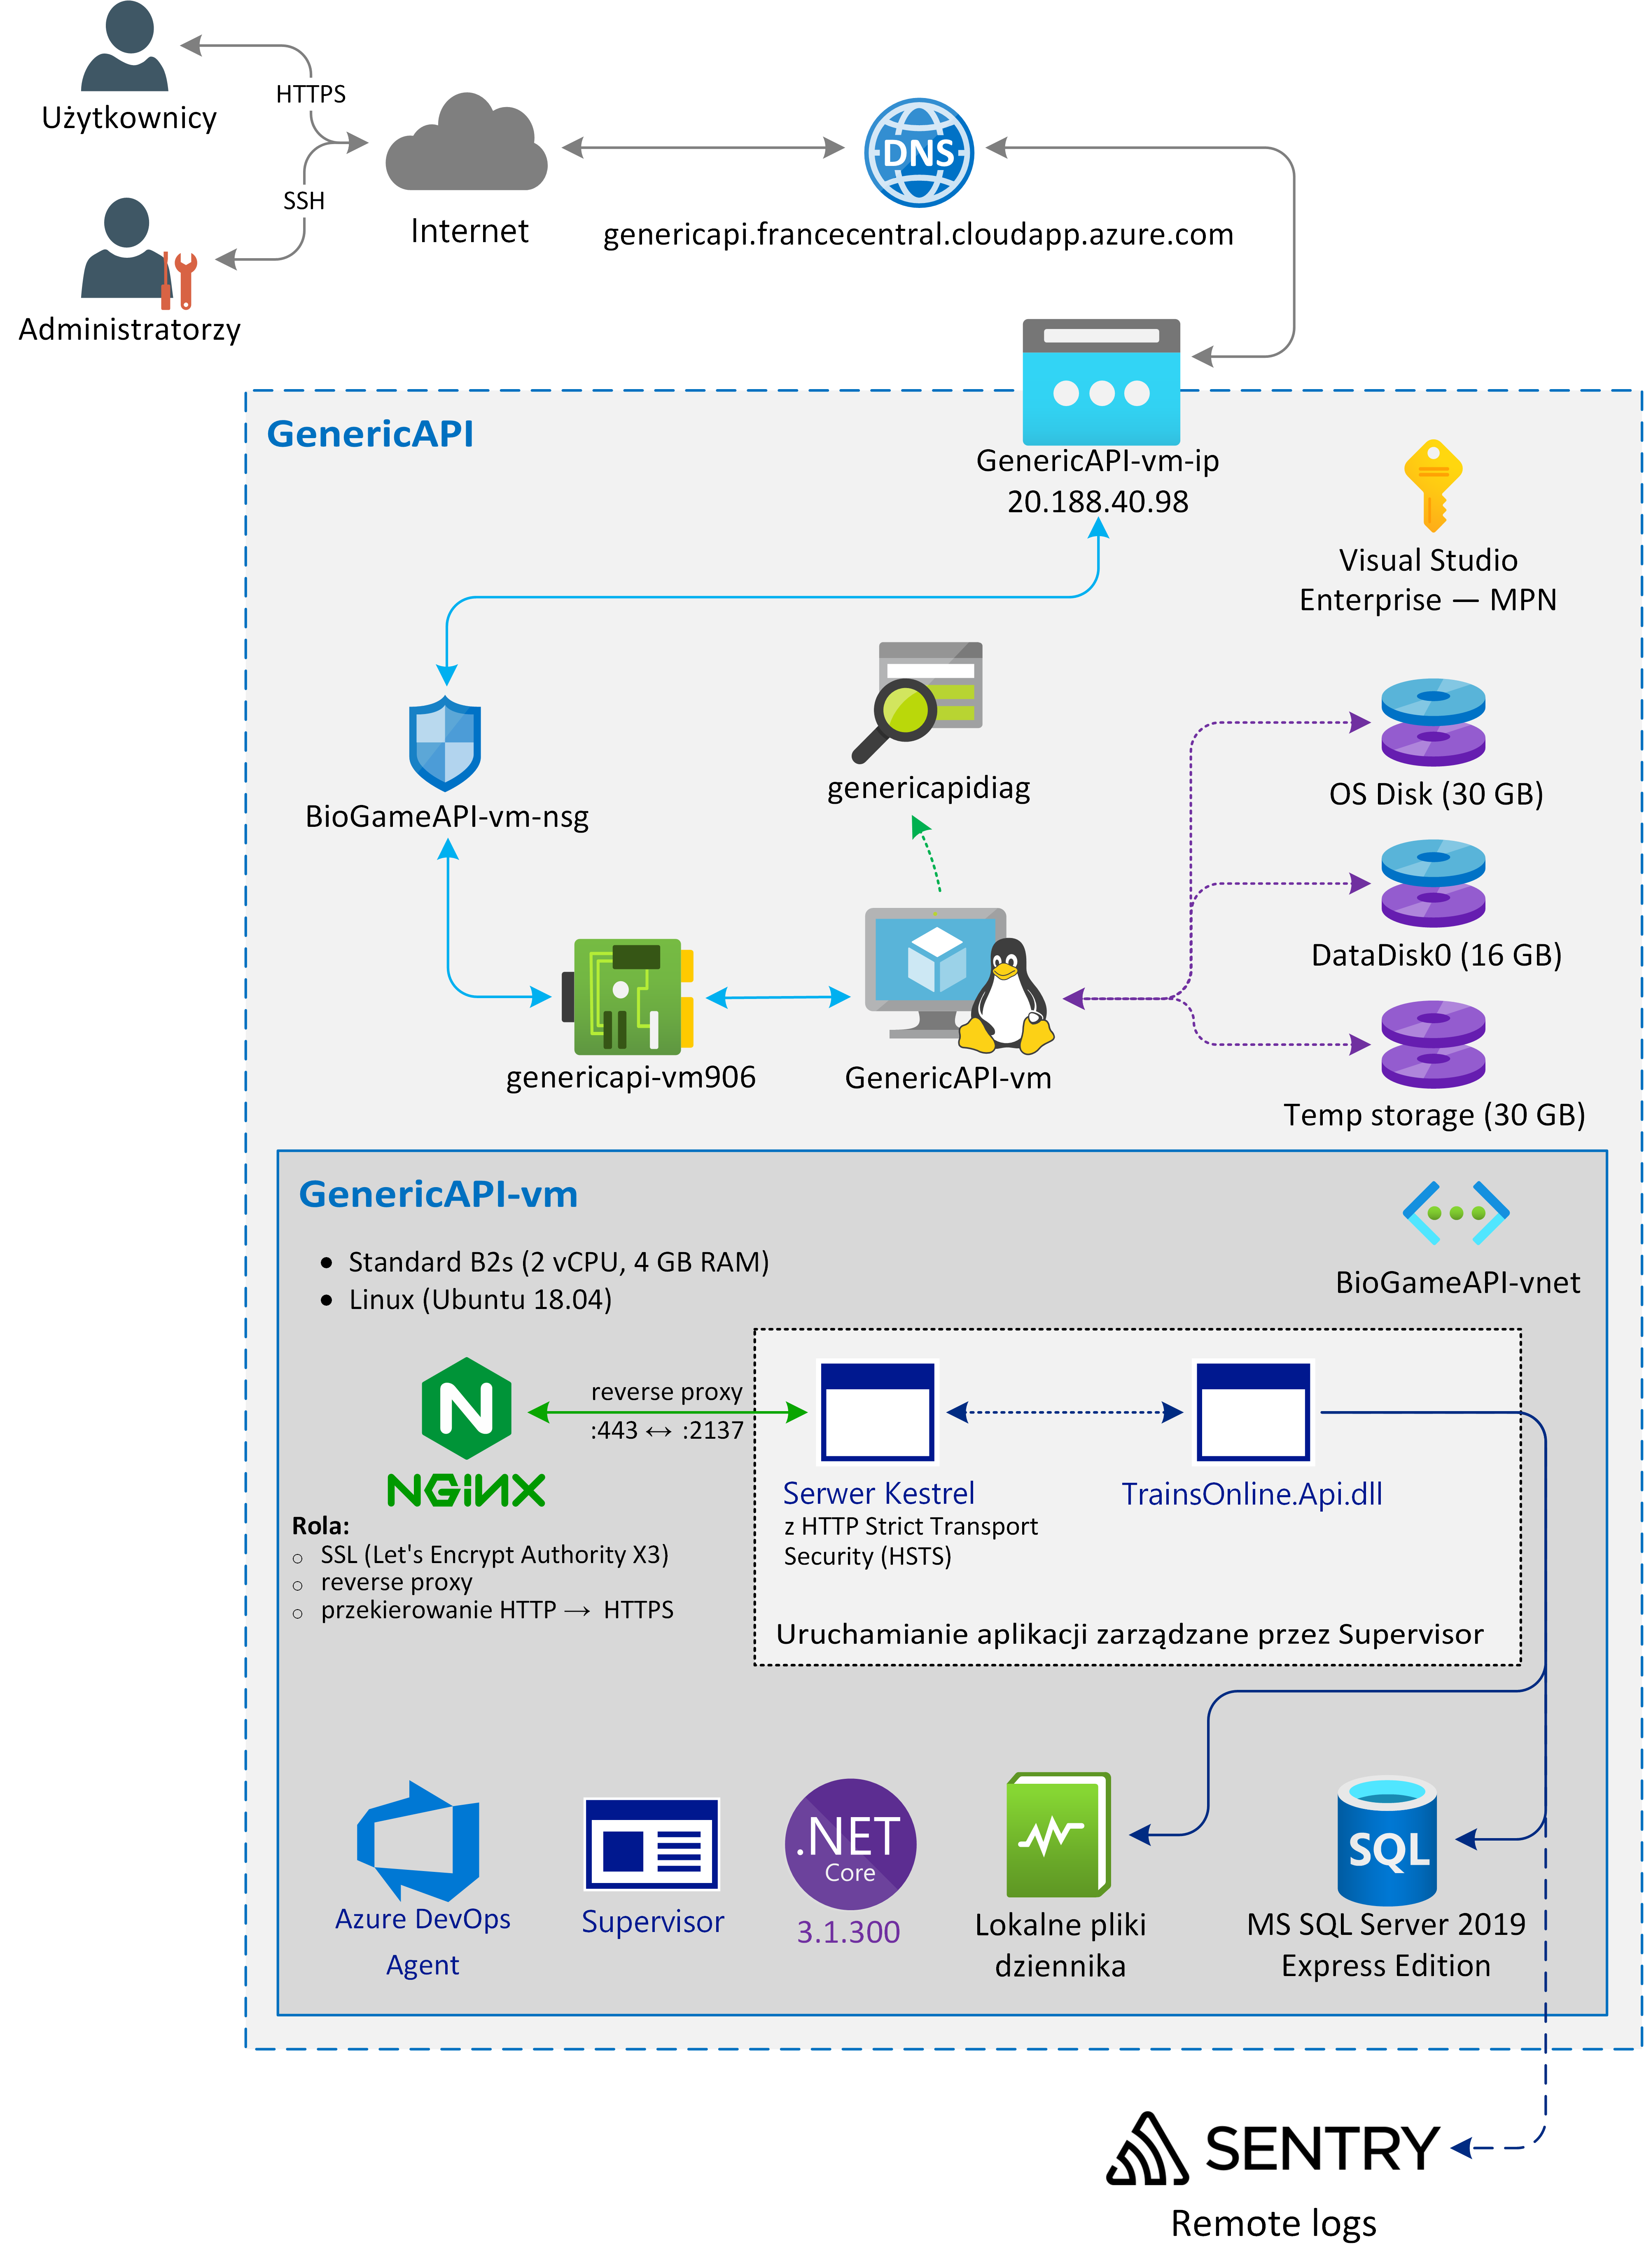 Użytkownicy
HTTPS
SSH
Administratorzy
Internet
DNS
genericapi.francecentral.cloudapp.azure.com
GenericAPI
GenericAPI-vm-ip
20.188.40.98
Visual Studio
Enterprise — MPN
BioGameAPI-vm-nsg
genericapidiag
OS Disk (30 GB)
DataDisk0 (16 GB)
Temp storage (30 GB)
genericapi-vm906
GenericAPI-vm
GenericAPI-vm
• Standard B2s (2 vCPU, 4 GB RAM)
• Linux (Ubuntu 18.04)
BioGameAPI-vnet
N
NGINX
reverse proxy
:443 ↔ :2137
Rola:
○ SSL (Let's Encrypt Authority X3)
○ reverse proxy
○ przekierowanie HTTP → HTTPS
Serwer Kestrel
z HTTP Strict Transport
Security (HSTS)
TrainsOnline.Api.dll
Uruchamianie aplikacji zarządzane przez Supervisor
Azure DevOps
Agent
Supervisor
.NET
Core
3.1.300
Lokalne pliki
dziennika
SQL
MS SQL Server 2019
Express Edition
SENTRY
Remote logs